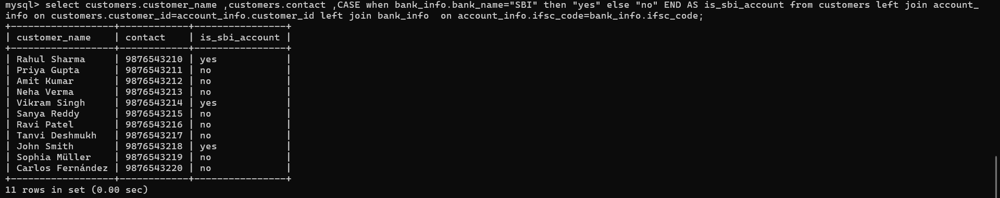 mysql> select customers.customer_name ,customers.contact ,CASE when bank_info.bank_name="SBI" then "yes" else "no" END AS is_sbi_account from customers left join account_
info on customers.customer_id=account_info.customer_id left join bank_info  on account_info.ifsc_code=bank_info.ifsc_code;
+-------------------+------------+----------------+
| customer_name    | contact    | is_sbi_account |
+-------------------+------------+----------------+
| Rahul Sharma     | 9876543210 | yes            |
| Priya Gupta      | 9876543211 | no             |
| Amit Kumar       | 9876543212 | no             |
| Neha Verma       | 9876543213 | no             |
| Vikram Singh     | 9876543214 | yes            |
| Sanya Reddy      | 9876543215 | no             |
| Ravi Patel       | 9876543216 | no             |
| Tanvi Deshmukh   | 9876543217 | no             |
| John Smith       | 9876543218 | yes            |
| Sophia Müller    | 9876543219 | no             |
| Carlos Fernández | 9876543220 | no             |
+-------------------+------------+----------------+
11 rows in set (0.00 sec)